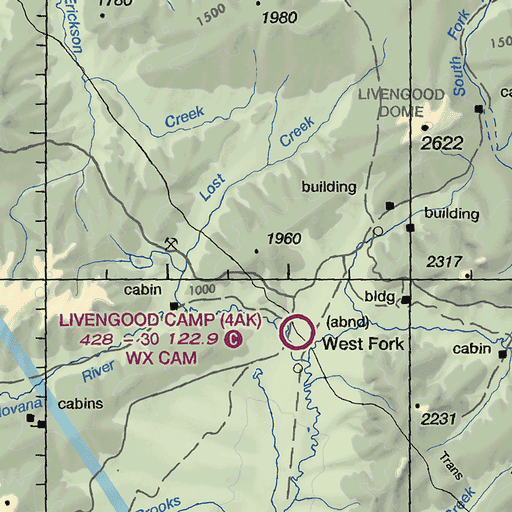 1780
Erickson
1500
1980
South Fork
1500
LIVENGOOD
DOME
2622
Creek
Creek
Lost
building
building
1960
2317
cabin
1000
bldg
LIVENGOOD CAMP (4AK)
428 – 30 122.9 C
WX CAM
(abnd)
West Fork
cabin
River
cabins
2231
Trans
Creek
Brooks